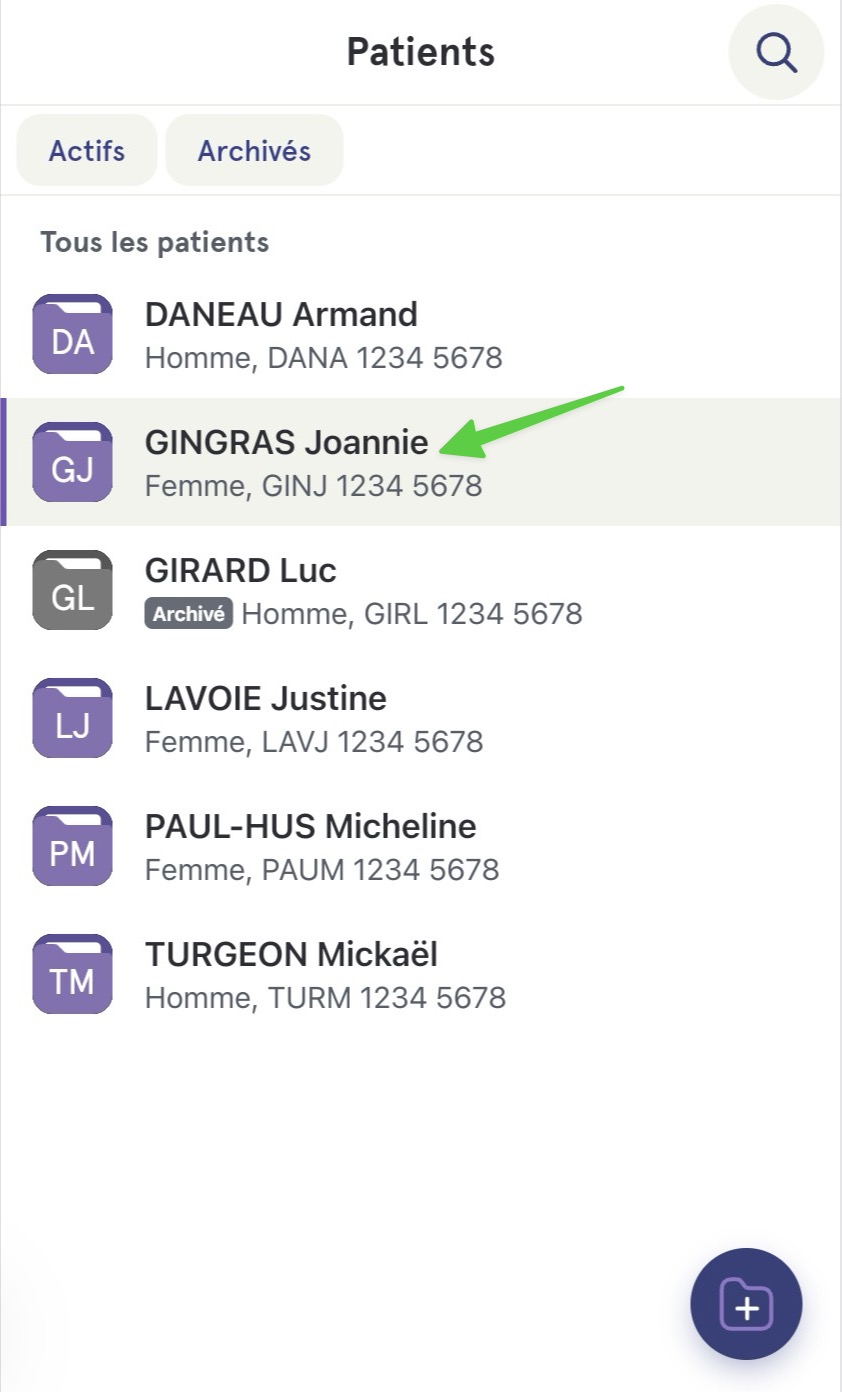 Patients
Actifs Archivés
Tous les patients
DA DANEAU Armand
Homme, DANA 1234 5678
GJ GINGRAS Joannie
Femme, GINJ 1234 5678
GL GIRARD Luc
Archivé Homme, GIRL 1234 5678
LJ LAVOIE Justine
Femme, LAVJ 1234 5678
PM PAUL-HUS Micheline
Femme, PAUM 1234 5678
TM TURGEON Mickaël
Homme, TURM 1234 5678